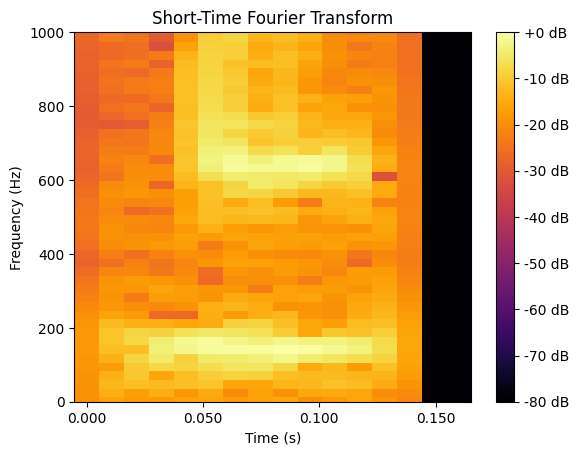 Short-Time Fourier Transform
1000
800
600
400
200
0
Frequency (Hz)
0.000
0.050
0.100
0.150
Time (s)
+0 dB
-10 dB
-20 dB
-30 dB
-40 dB
-50 dB
-60 dB
-70 dB
-80 dB